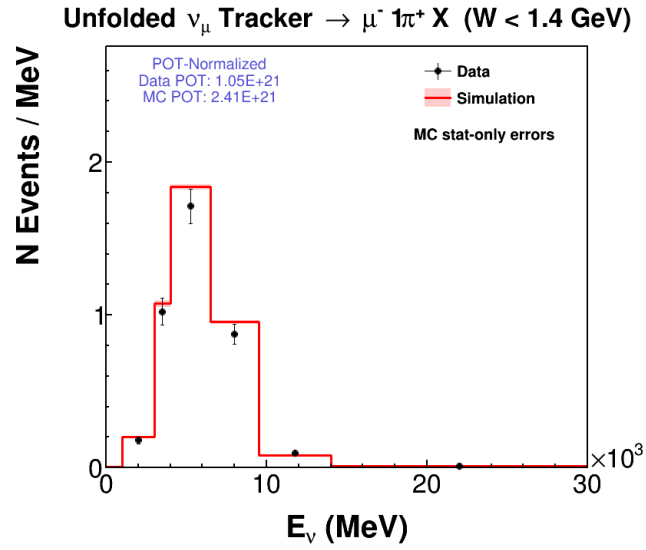 Unfolded νμ Tracker → μ- 1π+ X (W < 1.4 GeV)
POT-Normalized
Data POT: 1.05E+21
MC POT: 2.41E+21
Data
Simulation
MC stat-only errors
N Events / MeV
2
1
0
0 10 20 30
×10³
Eν (MeV)